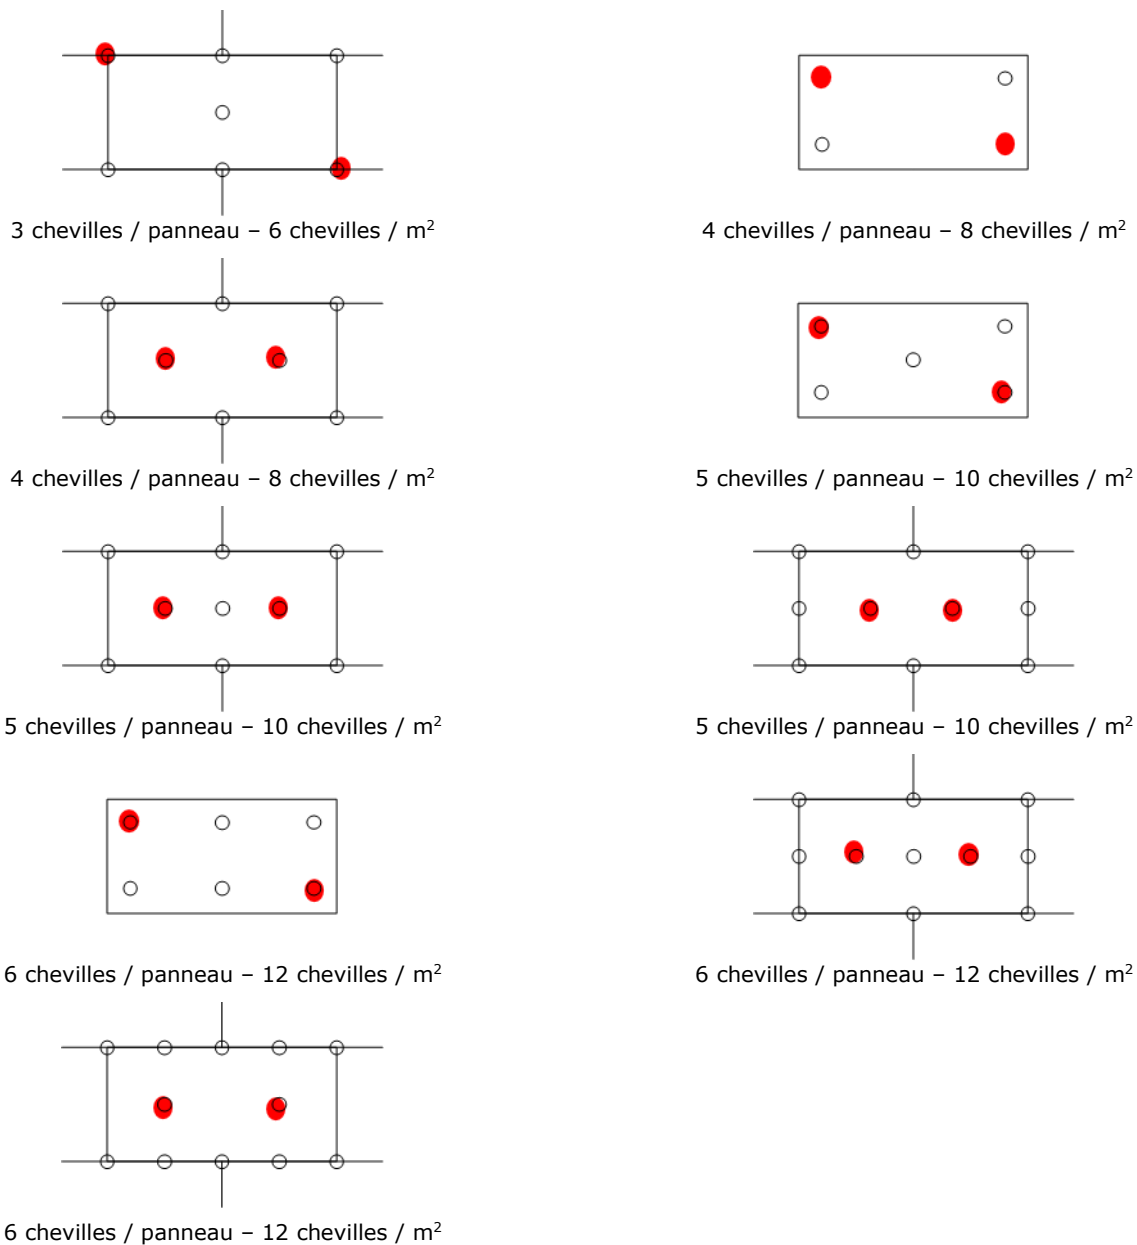 3 chevilles / panneau – 6 chevilles / m²
4 chevilles / panneau – 8 chevilles / m²
4 chevilles / panneau – 8 chevilles / m²
5 chevilles / panneau – 10 chevilles / m²
5 chevilles / panneau – 10 chevilles / m²
5 chevilles / panneau – 10 chevilles / m²
6 chevilles / panneau – 12 chevilles / m²
6 chevilles / panneau – 12 chevilles / m²
6 chevilles / panneau – 12 chevilles / m²